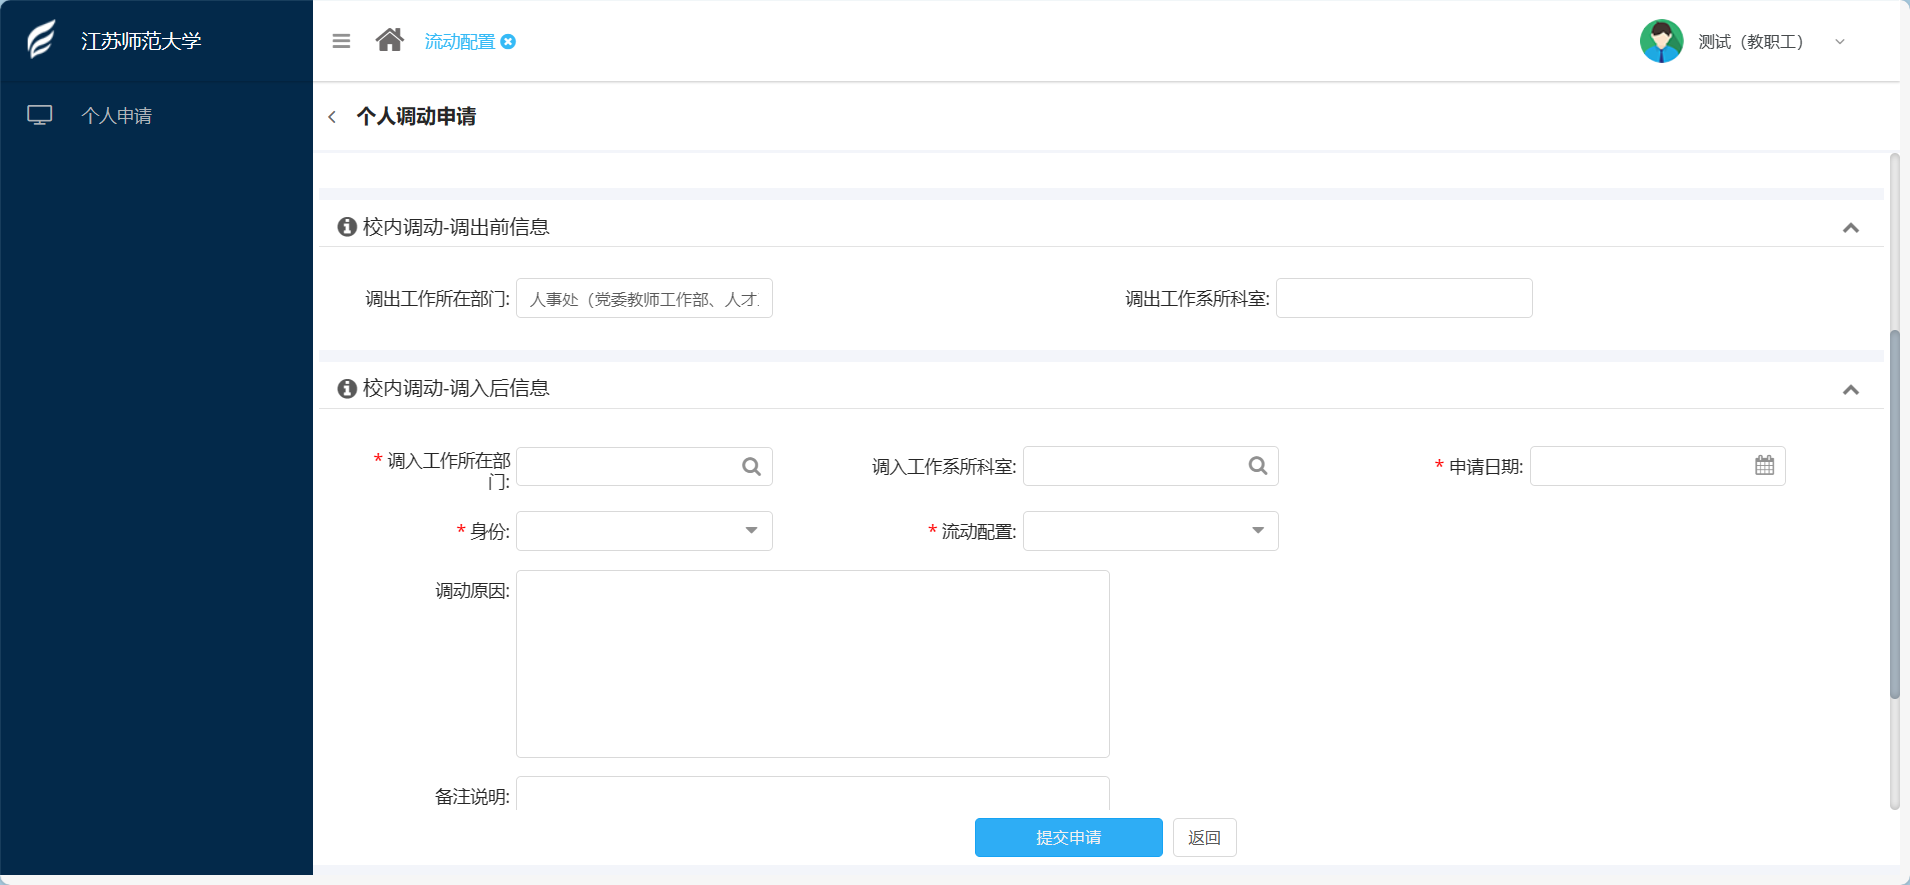 江苏师范大学
流动配置
测试（教职工）
个人申请
个人调动申请
校内调动-调出前信息
调出工作所在部门:
人事处（党委教师工作部、人才
调出工作系所科室:
校内调动-调入后信息
* 调入工作所在部
门:
调入工作系所科室:
* 申请日期:
* 身份:
* 流动配置:
调动原因:
备注说明:
提交申请
返回